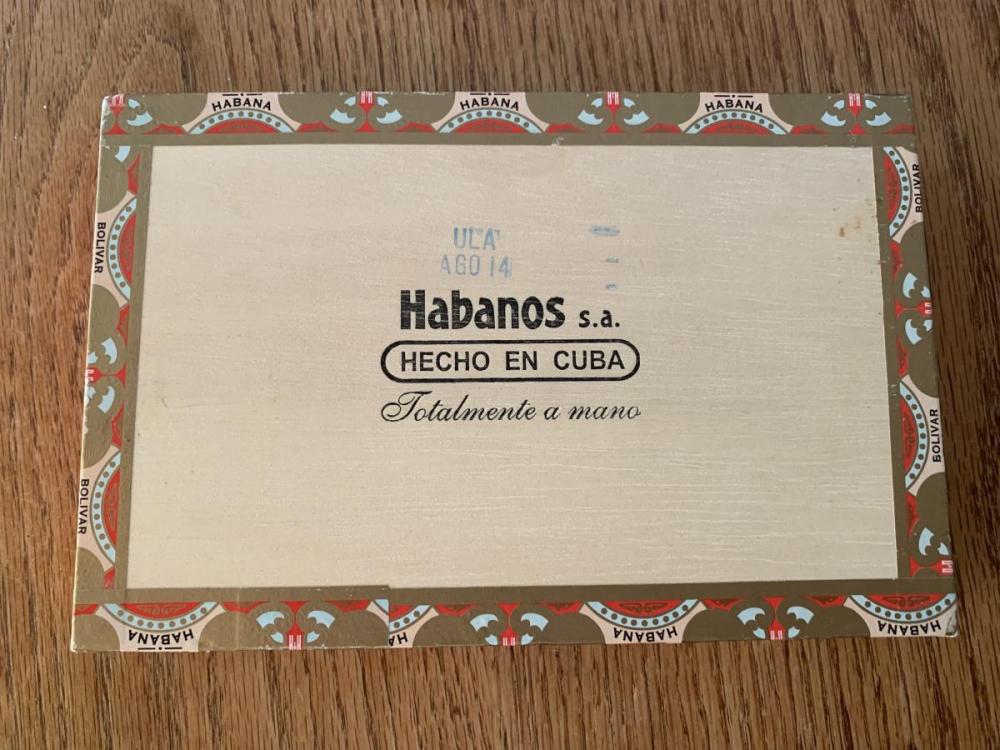 HABANA HABANA HABANA
BOLIVAR
BOLIVAR
ULA
AGO 14
Habanos s.a.
HECHO EN CUBA
Totalmente a mano
BOLIVAR
BOLIVAR
HABANA HABANA HABANA